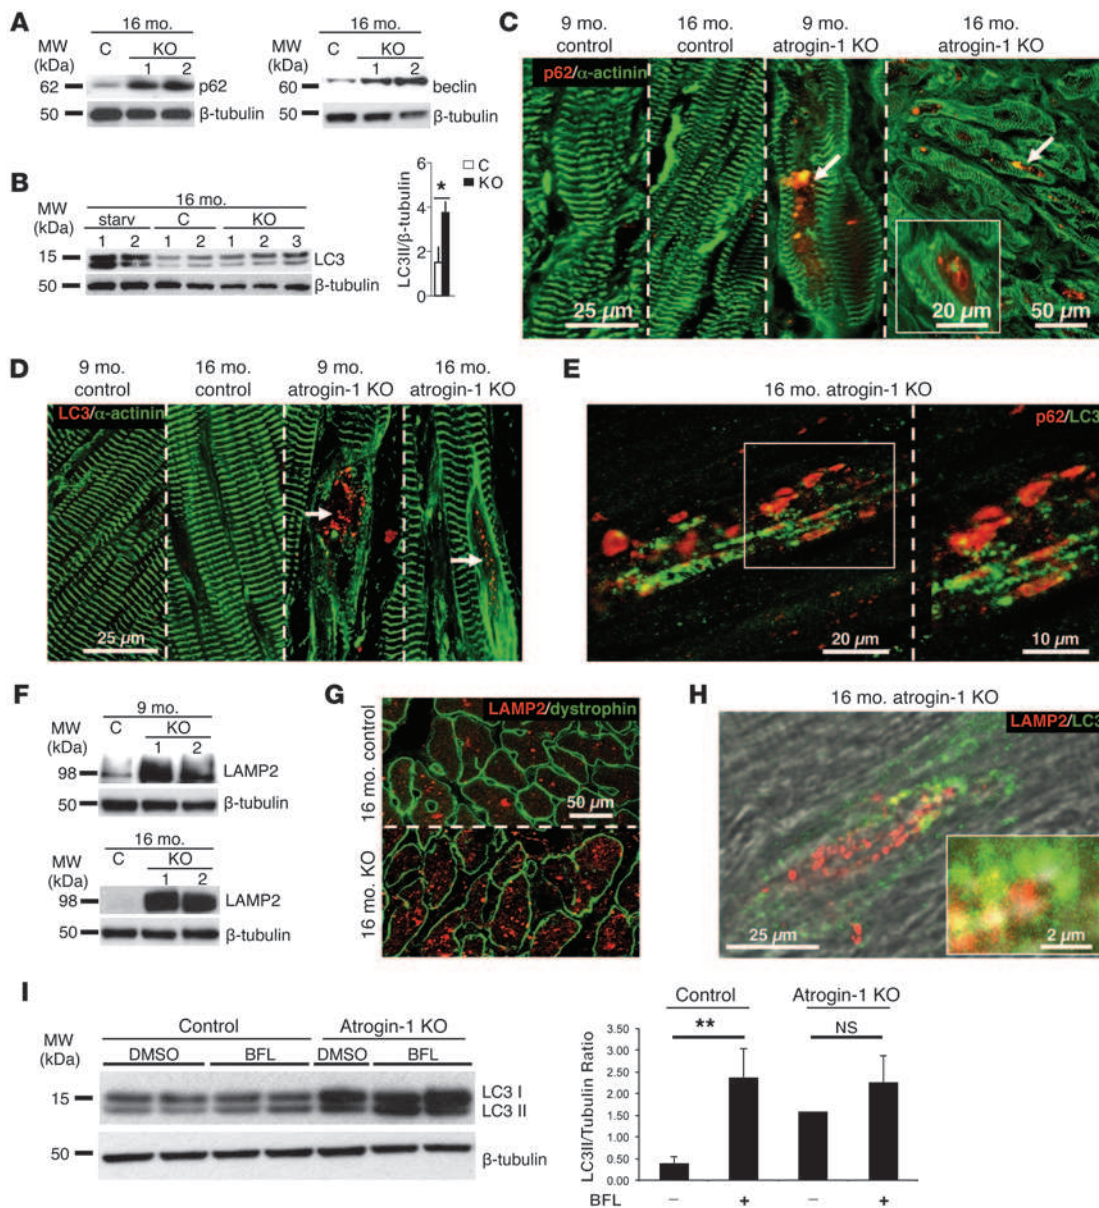 A
16 mo.
C KO
MW
(kDa)
1 2
62
p62
50
β-tubulin
16 mo.
C KO
MW
(kDa)
1 2
60
beclin
50
β-tubulin
B
16 mo.
MW
(kDa)
starv C KO
1 2 1 2 1 2 3
15
LC3
50
β-tubulin
6
4
2
0
LC3II/β-tubulin
C
KO
*
C
9 mo.
control
16 mo.
control
9 mo.
atrogin-1 KO
16 mo.
atrogin-1 KO
p62/α-actinin
25 µm
20 µm
50 µm
D
9 mo.
control
16 mo.
control
9 mo.
atrogin-1 KO
16 mo.
atrogin-1 KO
LC3/α-actinin
25 µm
E
16 mo. atrogin-1 KO
p62/LC3
20 µm
10 µm
F
9 mo.
C KO
MW
(kDa)
1 2
98
LAMP2
50
β-tubulin
16 mo.
C KO
MW
(kDa)
1 2
98
LAMP2
50
β-tubulin
G
LAMP2/dystrophin
16 mo. control
50 µm
16 mo. KO
H
16 mo. atrogin-1 KO
LAMP2/LC3
25 µm
2 µm
I
Control Atrogin-1 KO
MW
(kDa)
DMSO BFL DMSO BFL
15
LC3 I
LC3 II
50
β-tubulin
Control Atrogin-1 KO
** NS
3.50
3.00
2.50
2.00
1.50
1.00
0.50
0.00
LC3II/Tubulin Ratio
BFL − + − +